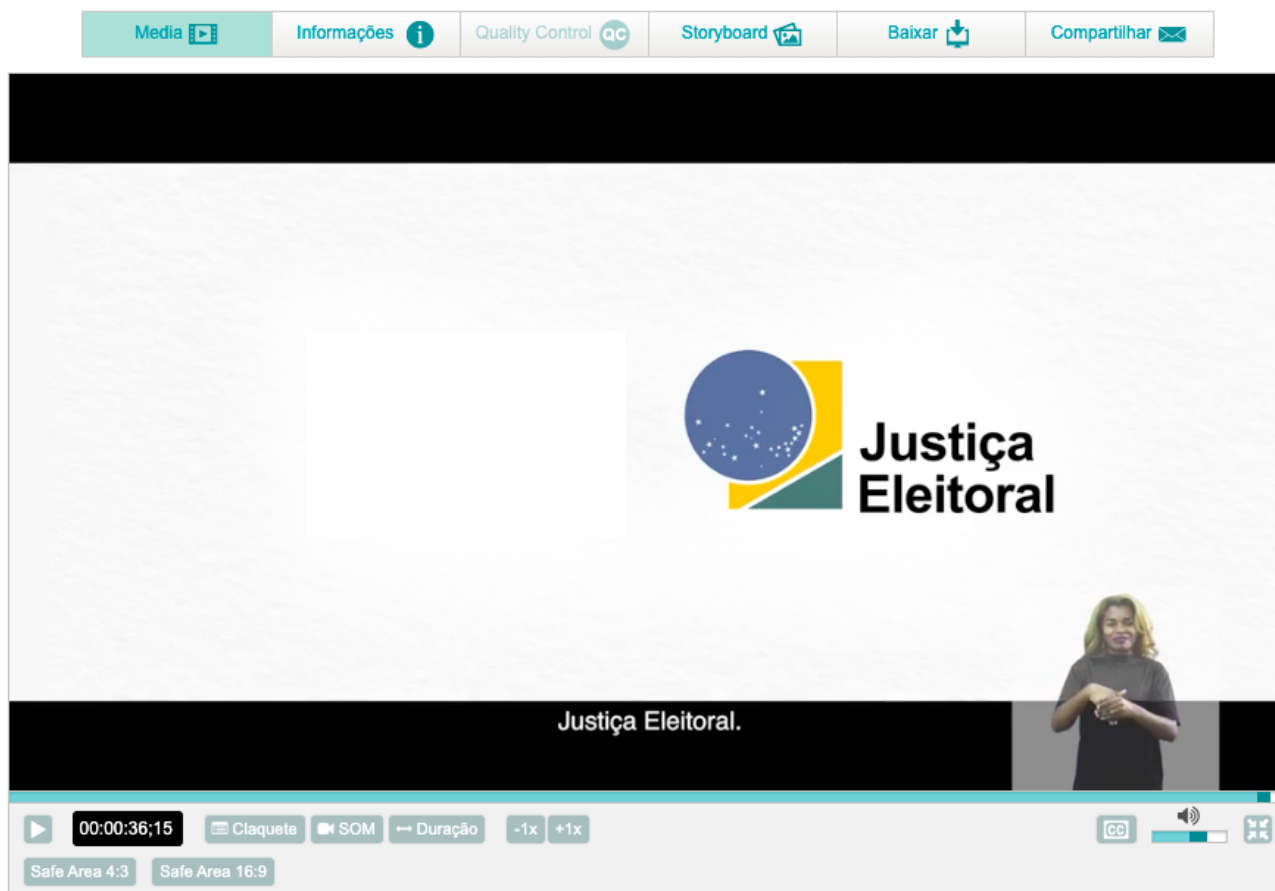 Media
Informações
Quality Control QC
Storyboard
Baixar
Compartilhar
Justiça
Eleitoral
Justiça Eleitoral.
00:00:36;15
Claquete
SOM
Duração
-1x
+1x
CC
Safe Area 4:3
Safe Area 16:9